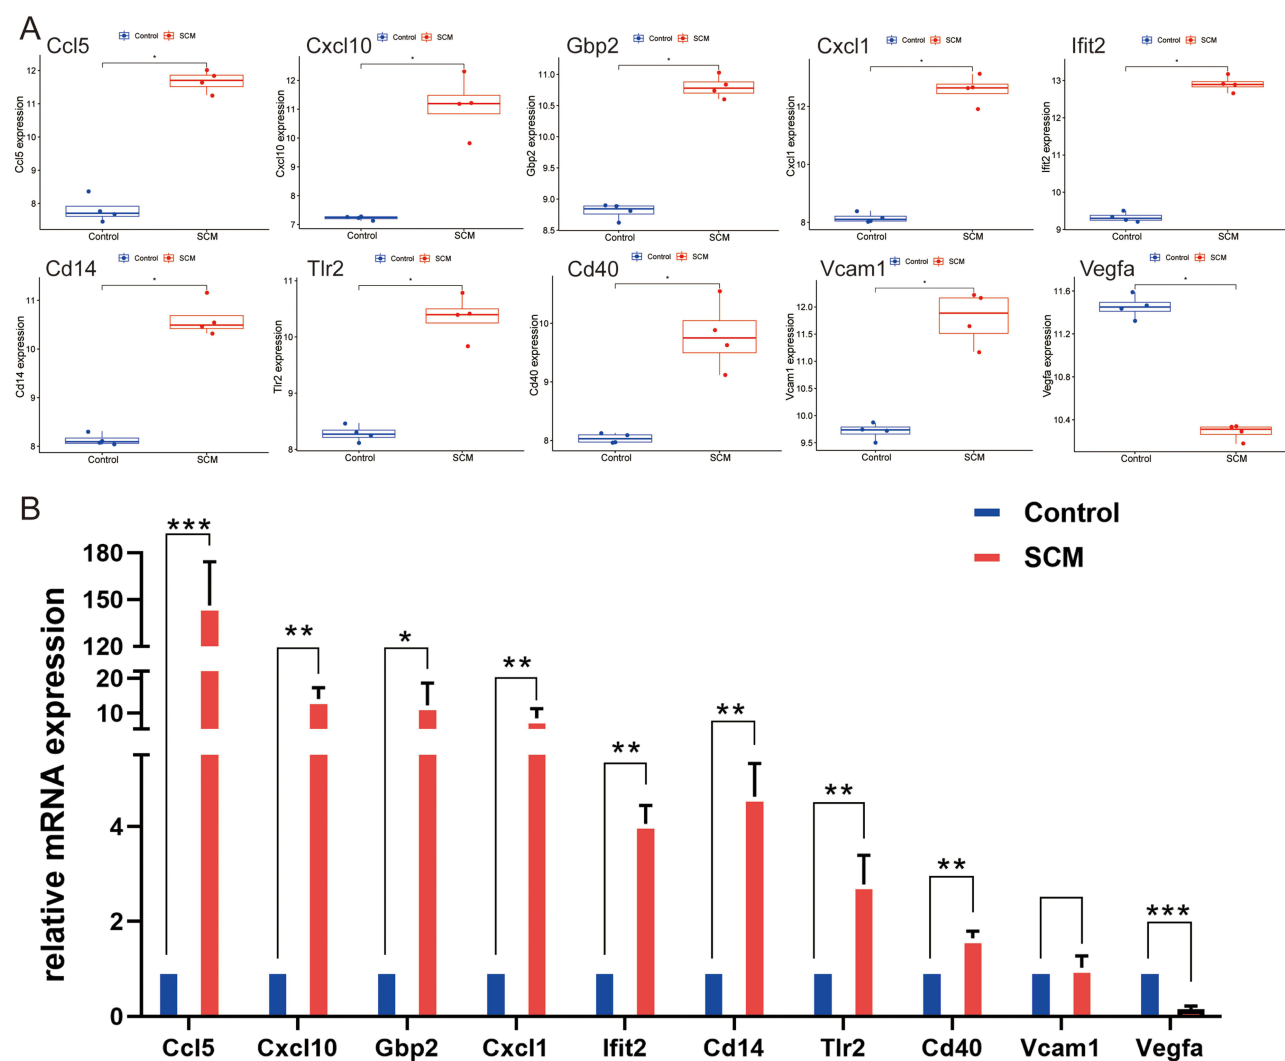 A
Ccl5
Control SCM
*
Ccl5 expression
12
11
10
9
8
Control SCM
Cxcl10
Control SCM
*
Cxcl10 expression
12
11
10
9
8
7
Control SCM
Gbp2
Control SCM
*
Gbp2 expression
11.0
10.5
10.0
9.5
9.0
8.5
Control SCM
Cxcl1
Control SCM
*
Cxcl1 expression
12
10
8
Control SCM
Ifit2
Control SCM
*
Ifit2 expression
13
12
11
10
9
Control SCM
Cd14
Control SCM
*
Cd14 expression
11
10
9
8
Control SCM
Tlr2
Control SCM
*
Tlr2 expression
11
10
9
8
Control SCM
Cd40
Control SCM
*
Cd40 expression
10
9
8
Control SCM
Vcam1
Control SCM
*
Vcam1 expression
12.0
11.5
11.0
10.5
10.0
9.5
Control SCM
Vegfa
Control SCM
*
Vegfa expression
11.6
11.2
10.8
10.4
Control SCM
B
Control
SCM
relative mRNA expression
180
150
120
20
10
4
2
0
*** ** * ** ** ** ** ** ***
Ccl5 Cxcl10 Gbp2 Cxcl1 Ifit2 Cd14 Tlr2 Cd40 Vcam1 Vegfa